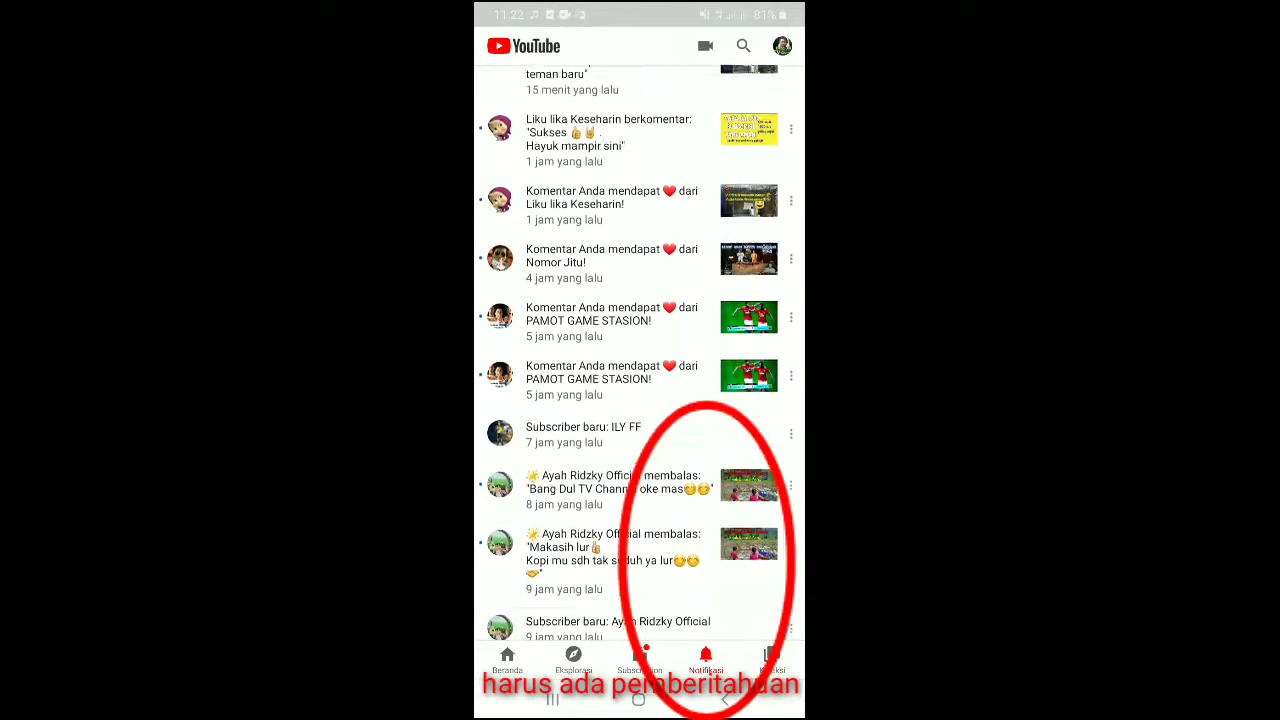 11.22
81%
YouTube
teman baru"
15 menit yang lalu
Liku lika Keseharin berkomentar:
"Sukses 👍🤘 .
Hayuk mampir sini"
1 jam yang lalu
Komentar Anda mendapat ❤️ dari
Liku lika Keseharin!
1 jam yang lalu
Komentar Anda mendapat ❤️ dari
Nomor Jitu!
4 jam yang lalu
Komentar Anda mendapat ❤️ dari
PAMOT GAME STASION!
5 jam yang lalu
Komentar Anda mendapat ❤️ dari
PAMOT GAME STASION!
5 jam yang lalu
Subscriber baru: ILY FF
7 jam yang lalu
🌟 Ayah Ridzky Official membalas:
"Bang Dul TV Channel oke mas🤭🤭"
8 jam yang lalu
🌟 Ayah Ridzky Official membalas:
"Makasih lur👍
Kopi mu sdh tak seduh ya lur🤭🤭
🤝"
9 jam yang lalu
Subscriber baru: Ayah Ridzky Official
9 jam yang lalu
Beranda
Eksplorasi
Subscription
Notifikasi
Koleksi
harus ada pemberitahuan